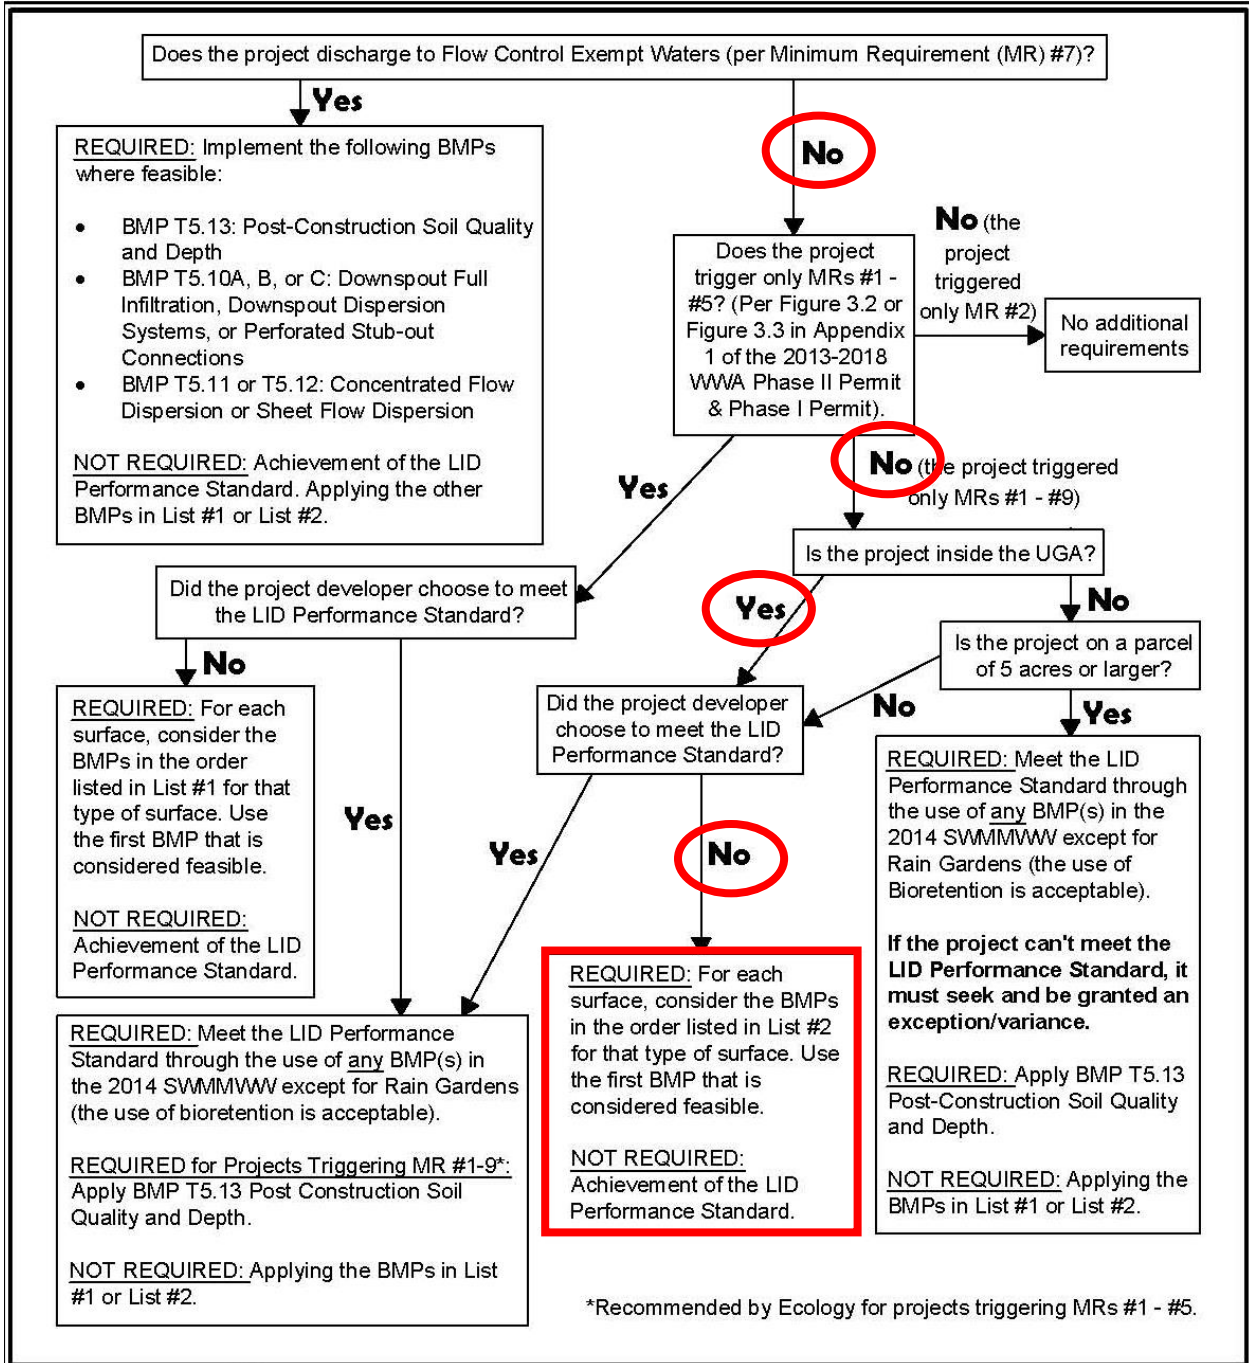 Does the project discharge to Flow Control Exempt Waters (per Minimum Requirement (MR) #7)?
Yes
No
REQUIRED: Implement the following BMPs
where feasible:
• BMP T5.13: Post-Construction Soil Quality
and Depth
• BMP T5.10A, B, or C: Downspout Full
Infiltration, Downspout Dispersion
Systems, or Perforated Stub-out
Connections
• BMP T5.11 or T5.12: Concentrated Flow
Dispersion or Sheet Flow Dispersion
NOT REQUIRED: Achievement of the LID
Performance Standard. Applying the other
BMPs in List #1 or List #2.
Does the project
trigger only MRs #1 -
#5? (Per Figure 3.2 or
Figure 3.3 in Appendix
1 of the 2013-2018
WWA Phase II Permit
& Phase I Permit).
No (the
project
triggered
only MR #2)
No additional
requirements
Yes
No (the project triggered
only MRs #1 - #9)
Is the project inside the UGA?
Did the project developer choose to meet
the LID Performance Standard?
Yes
No
Is the project on a parcel
of 5 acres or larger?
No
No
Yes
REQUIRED: For each
surface, consider the
BMPs in the order
listed in List #1 for that
type of surface. Use
the first BMP that is
considered feasible.
NOT REQUIRED:
Achievement of the LID
Performance Standard.
Did the project developer
choose to meet the LID
Performance Standard?
Yes
Yes
No
REQUIRED: Meet the LID
Performance Standard through
the use of any BMP(s) in the
2014 SWMMWW except for
Rain Gardens (the use of
Bioretention is acceptable).
If the project can't meet the
LID Performance Standard, it
must seek and be granted an
exception/variance.
REQUIRED: Apply BMP T5.13
Post-Construction Soil Quality
and Depth.
NOT REQUIRED: Applying the
BMPs in List #1 or List #2.
REQUIRED: For each
surface, consider the BMPs
in the order listed in List #2
for that type of surface. Use
the first BMP that is
considered feasible.
NOT REQUIRED:
Achievement of the LID
Performance Standard.
REQUIRED: Meet the LID Performance
Standard through the use of any BMP(s) in
the 2014 SWMMWW except for Rain Gardens
(the use of bioretention is acceptable).
REQUIRED for Projects Triggering MR #1-9*:
Apply BMP T5.13 Post Construction Soil
Quality and Depth.
NOT REQUIRED: Applying the BMPs in List
#1 or List #2.
*Recommended by Ecology for projects triggering MRs #1 - #5.